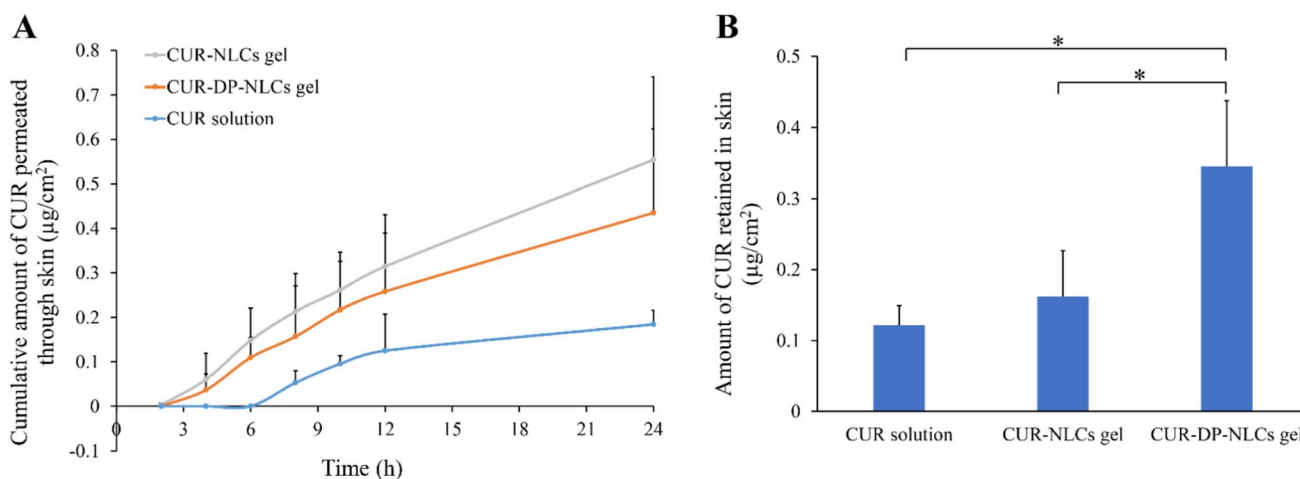 A
Cumulative amount of CUR permeated
through skin (µg/cm²)
0.8
0.7
0.6
0.5
0.4
0.3
0.2
0.1
0
-0.1
CUR-NLCs gel
CUR-DP-NLCs gel
CUR solution
0 3 6 9 12 15 18 21 24
Time (h)
B
Amount of CUR retained in skin
(µg/cm²)
0.5
0.4
0.3
0.2
0.1
0
*
*
CUR solution CUR-NLCs gel CUR-DP-NLCs gel